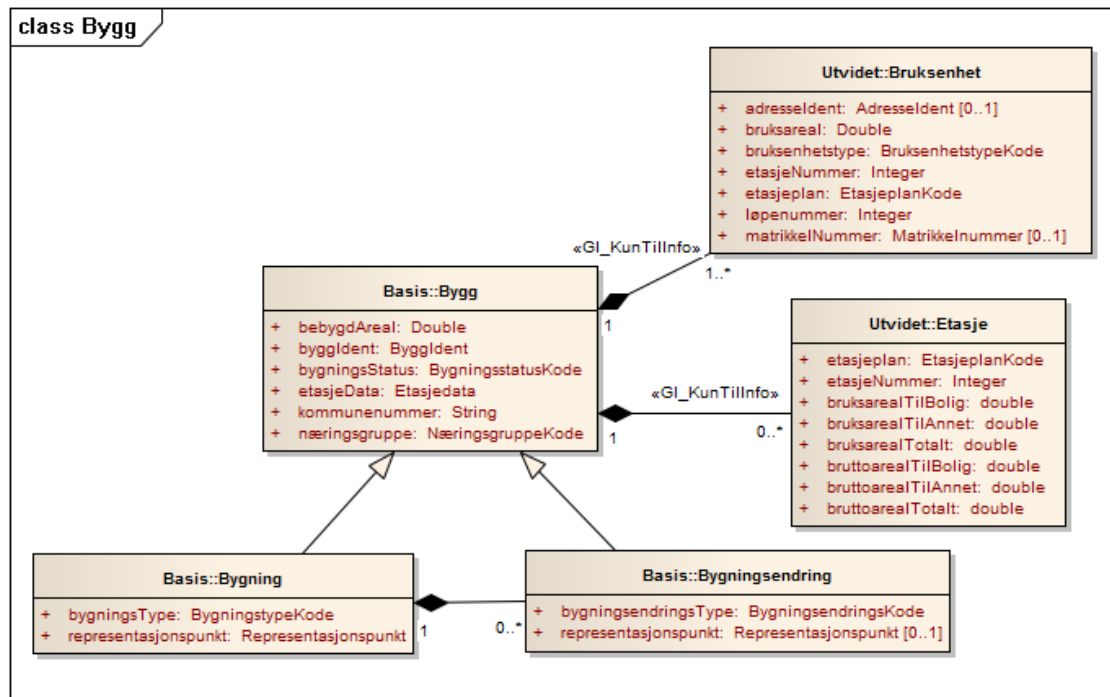 class Bygg
Utvidet::Bruksenhet
+ adresseIdent: AdresseIdent [0..1]
+ bruksareal: Double
+ bruksenhetstype: BruksenhetstypeKode
+ etasjeNummer: Integer
+ etasjeplan: EtasjeplanKode
+ løpenummer: Integer
+ matrikkelNummer: Matrikkelnummer [0..1]
«GI_KunTilInfo»
1..*
1
Basis::Bygg
+ bebygdAreal: Double
+ byggIdent: ByggIdent
+ bygningsStatus: BygningsstatusKode
+ etasjeData: Etasjedata
+ kommunenummer: String
+ næringsgruppe: NæringsgruppeKode
Utvidet::Etasje
+ etasjeplan: EtasjeplanKode
+ etasjeNummer: Integer
+ bruksarealTilBolig: double
+ bruksarealTilAnnet: double
+ bruksarealTotalt: double
+ bruttoarealTilBolig: double
+ bruttoarealTilAnnet: double
+ bruttoarealTotalt: double
«GI_KunTilInfo»
1
0..*
Basis::Bygning
+ bygningsType: BygningstypeKode
+ representasjonspunkt: Representasjonspunkt
1
0..*
Basis::Bygningsendring
+ bygningsendringsType: BygningsendringsKode
+ representasjonspunkt: Representasjonspunkt [0..1]